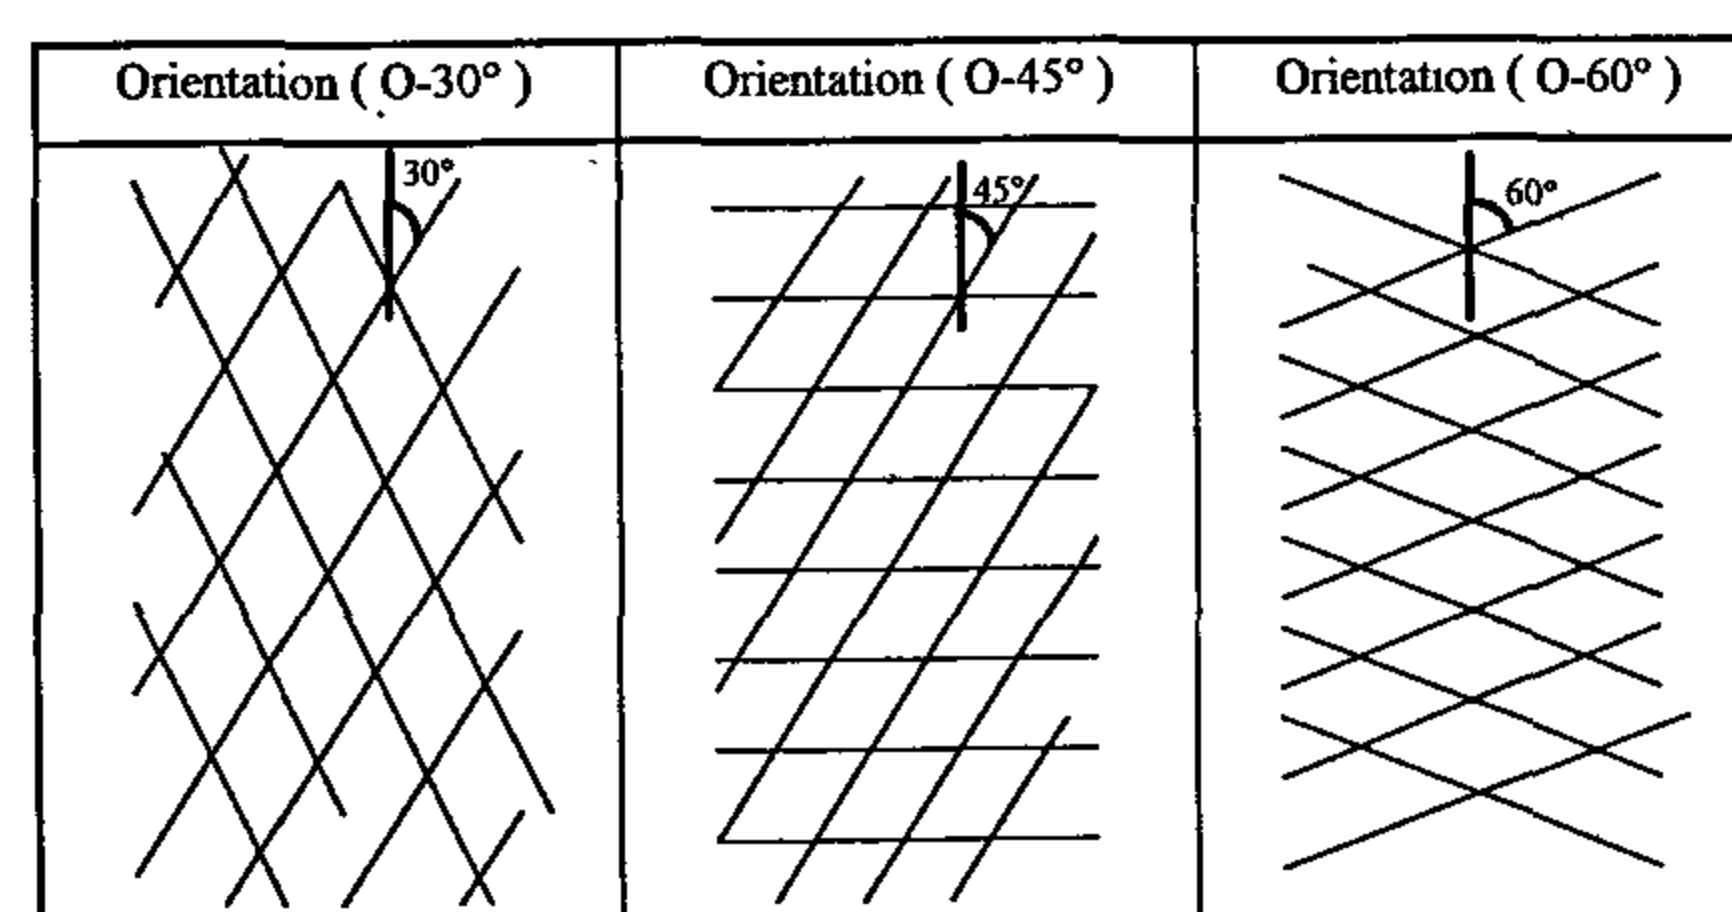 Orientation ( O-30° )
Orientation ( O-45° )
Orientation ( O-60° )
30°
45°
60°